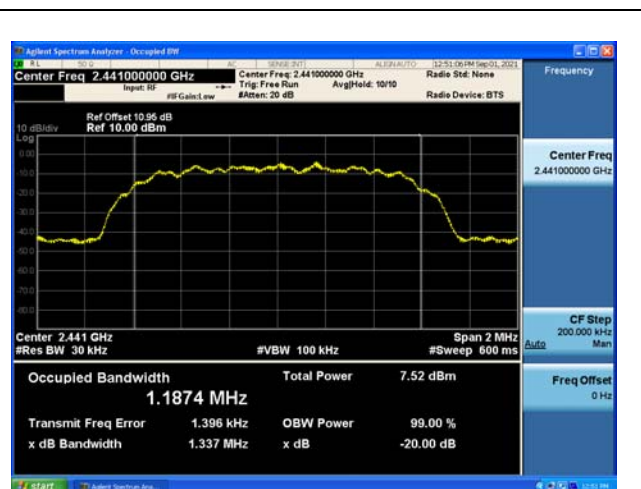 Agilent Spectrum Analyzer - Occupied BW
RL 50 Ω AC SENSE:INT ALIGN AUTO 12:51:06 PM Sep 01, 2021
Center Freq 2.441000000 GHz
Center Freq: 2.441000000 GHz
Radio Std: None
Input: RF
Trig: Free Run Avg|Hold: 10/10
#IFGain:Low
#Atten: 20 dB
Radio Device: BTS
Frequency
Ref Offset 10.95 dB
10 dB/div Ref 10.00 dBm
Log
0.00
-10.0
-20.0
-30.0
-40.0
-50.0
-60.0
-70.0
-80.0
Center Freq
2.441000000 GHz
Center 2.441 GHz Span 2 MHz
#Res BW 30 kHz #VBW 100 kHz #Sweep 600 ms
CF Step
200.000 kHz
Auto Man
Occupied Bandwidth Total Power 7.52 dBm
1.1874 MHz
Transmit Freq Error 1.396 kHz OBW Power 99.00 %
x dB Bandwidth 1.337 MHz x dB -20.00 dB
Freq Offset
0 Hz
start Agilent Spectrum Ana... 12:51 PM